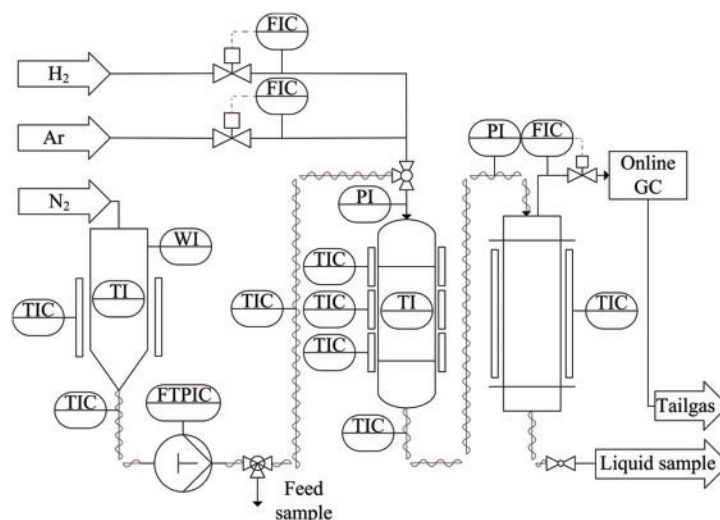 FIC
H₂
FIC
Ar
PI
FIC
Online
GC
N₂
PI
WI
TIC
TI
TIC
TIC
TIC
TI
TIC
TIC
TIC
TIC
FTPIC
TIC
Tailgas
Feed
sample
Liquid sample